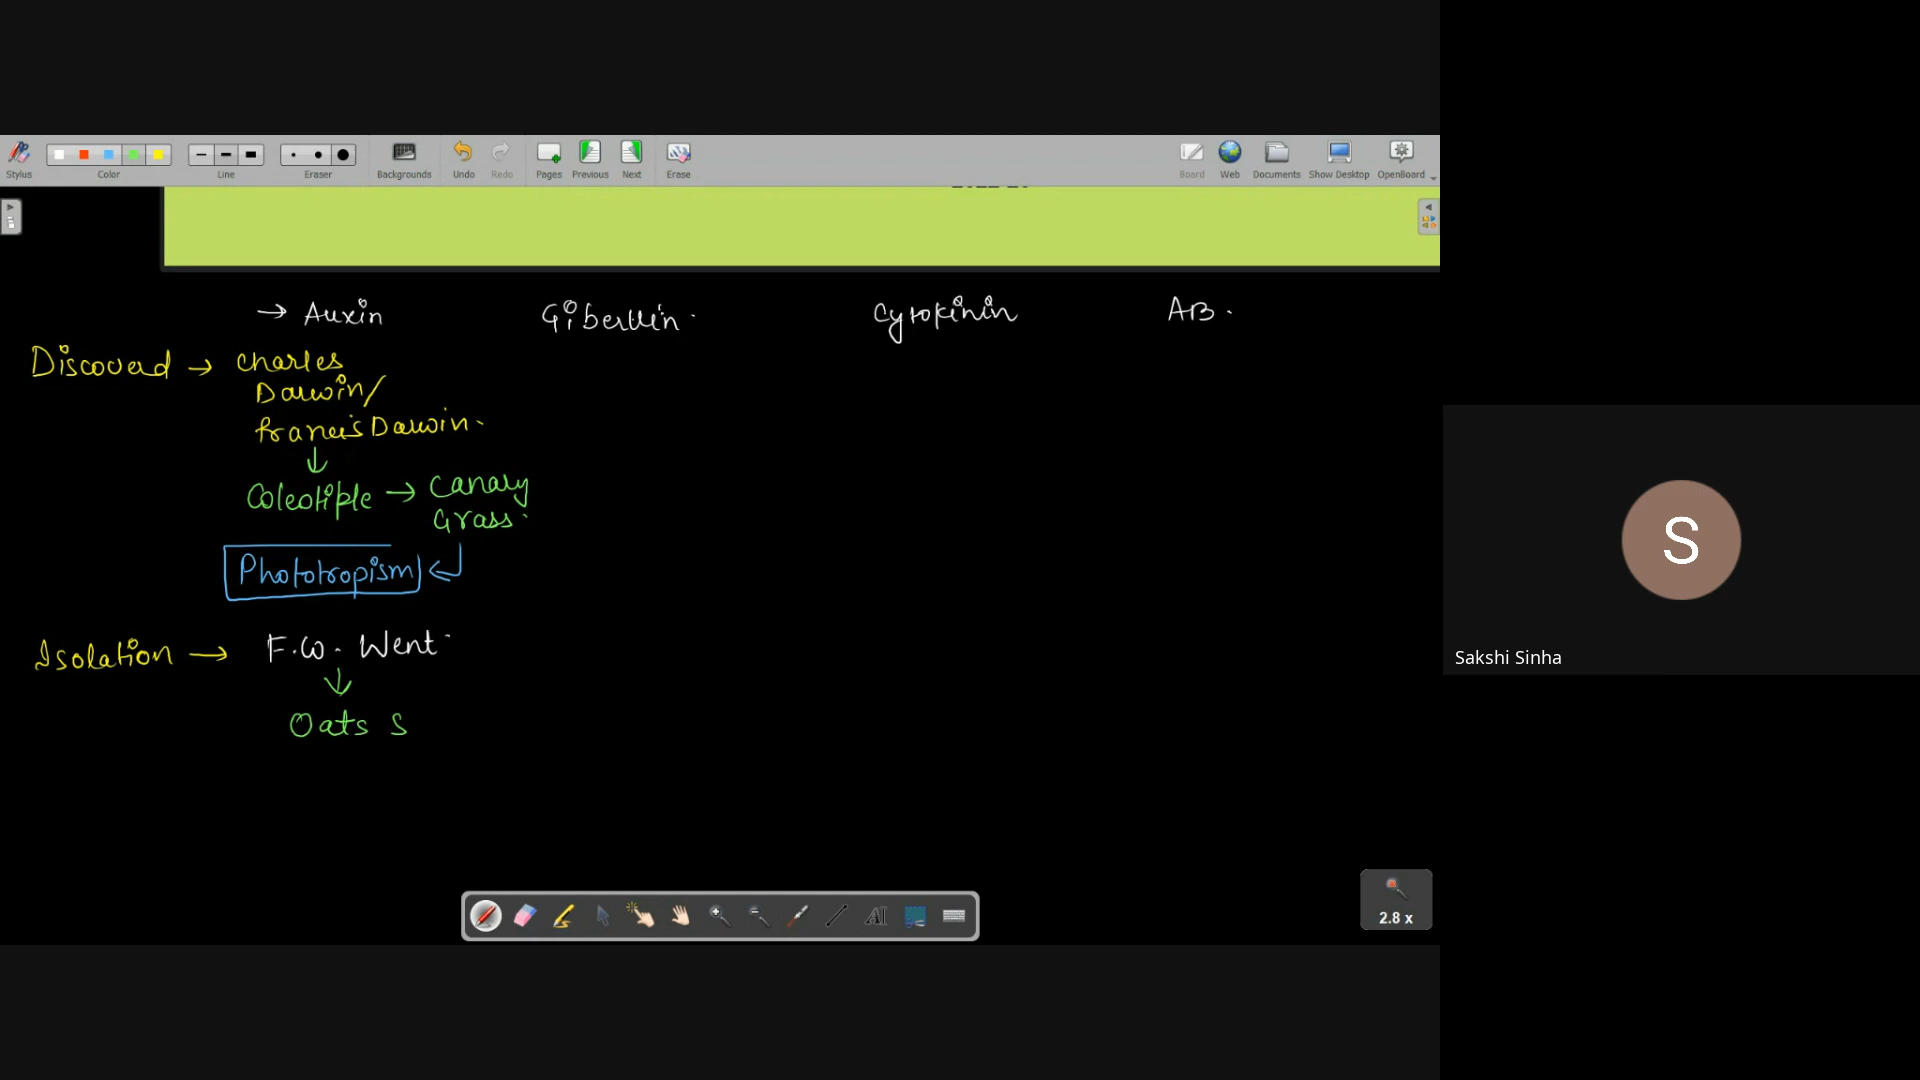 Stylus Color Line Eraser Backgrounds Undo Redo Pages Previous Next Erase Board Web Documents Show Desktop OpenBoard
→ Auxin Giberllin. Cytokinin AB.
Discoverd → Charles
Darwin/
francis Darwin.
↓
Coleotiple → Canary
Grass.
Phototropism
Isolation → F.W. Went.
↓
Oats S
S
Sakshi Sinha
2.8 x